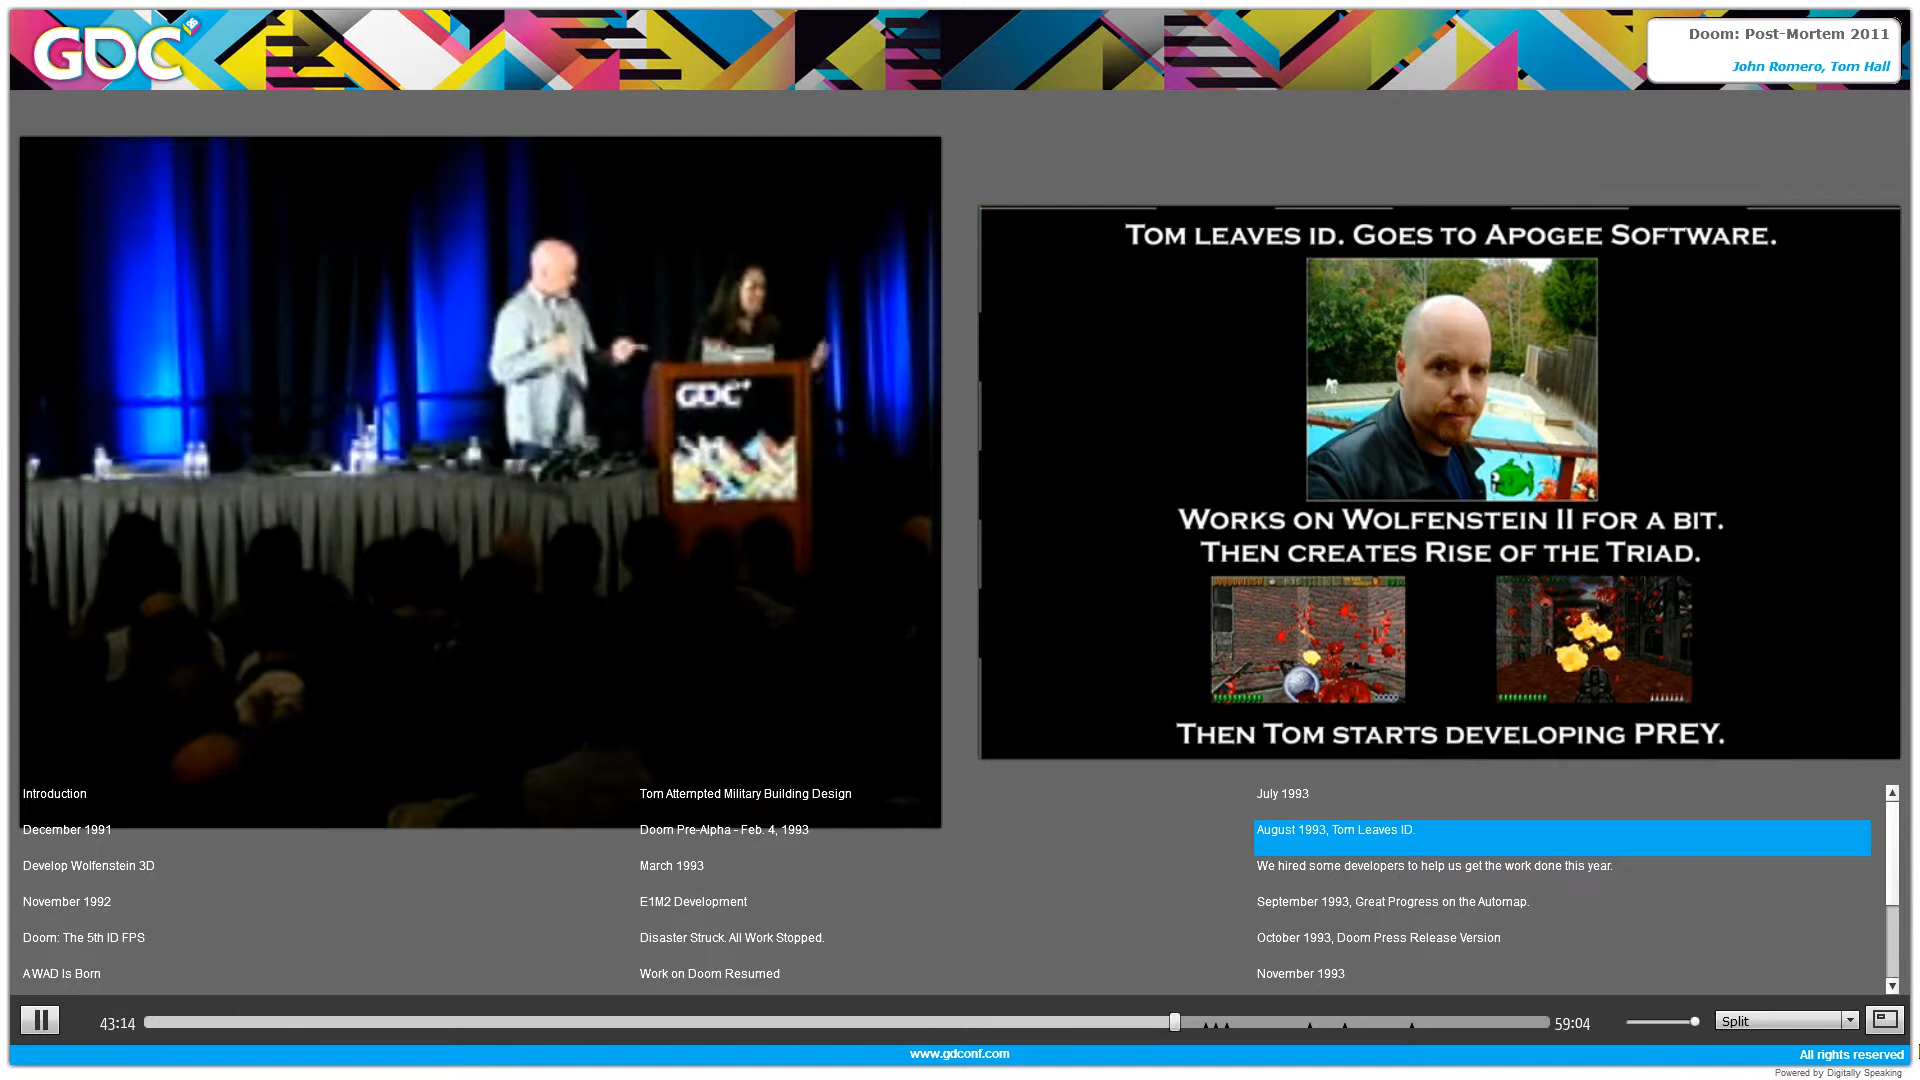 GDC 25
Doom: Post-Mortem 2011
John Romero, Tom Hall
GDC
TOM LEAVES ID. GOES TO APOGEE SOFTWARE.
WORKS ON WOLFENSTEIN II FOR A BIT.
THEN CREATES RISE OF THE TRIAD.
THEN TOM STARTS DEVELOPING PREY.
Introduction
December 1991
Develop Wolfenstein 3D
November 1992
Doom: The 5th ID FPS
A WAD Is Born
Tom Attempted Military Building Design
Doom Pre-Alpha - Feb. 4, 1993
March 1993
E1M2 Development
Disaster Struck. All Work Stopped.
Work on Doom Resumed
July 1993
August 1993, Tom Leaves ID.
We hired some developers to help us get the work done this year.
September 1993, Great Progress on the Automap.
October 1993, Doom Press Release Version
November 1993
43:14
59:04
Split
www.gdconf.com
All rights reserved
Powered by Digitally Speaking